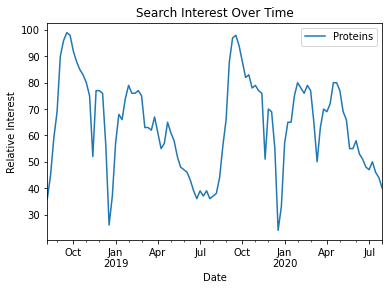 Search Interest Over Time
Proteins
Relative Interest
100
90
80
70
60
50
40
30
Oct
Jan
2019
Apr
Jul
Oct
Jan
2020
Apr
Jul
Date